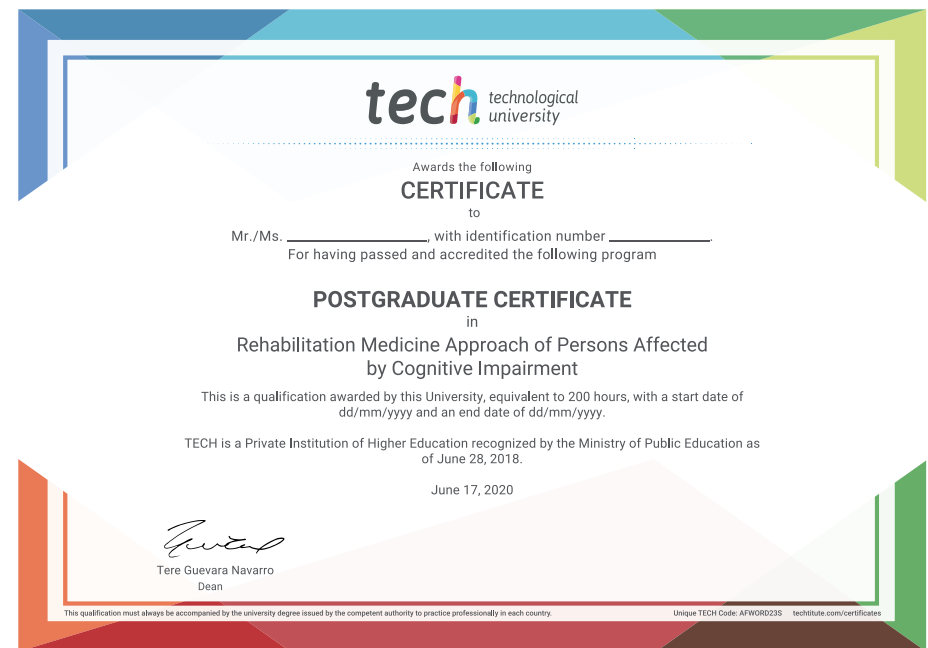 tech technological
university
Awards the following
CERTIFICATE
to
Mr./Ms. ____________________, with identification number ______________.
For having passed and accredited the following program
POSTGRADUATE CERTIFICATE
in
Rehabilitation Medicine Approach of Persons Affected
by Cognitive Impairment
This is a qualification awarded by this University, equivalent to 200 hours, with a start date of
dd/mm/yyyy and an end date of dd/mm/yyyy.
TECH is a Private Institution of Higher Education recognized by the Ministry of Public Education as
of June 28, 2018.
June 17, 2020
Tere Guevara Navarro
Dean
This qualification must always be accompanied by the university degree issued by the competent authority to practice professionally in each country.
Unique TECH Code: AFWORD23S techtitute.com/certificates